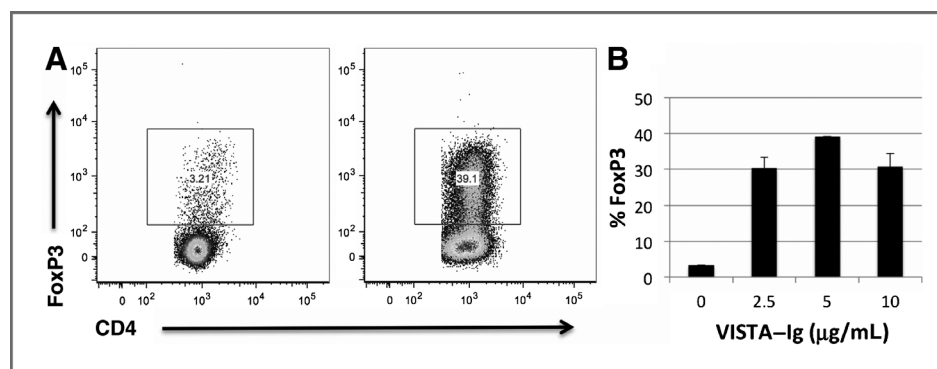 A
B
10⁵
10⁴
10³
10²
0
3.21
39.1
FoxP3
0 10² 10³ 10⁴ 10⁵
0 10² 10³ 10⁴ 10⁵
CD4
50
40
30
20
10
0
% FoxP3
0 2.5 5 10
VISTA–Ig (μg/mL)
10⁵
10⁴
10³
10²
0